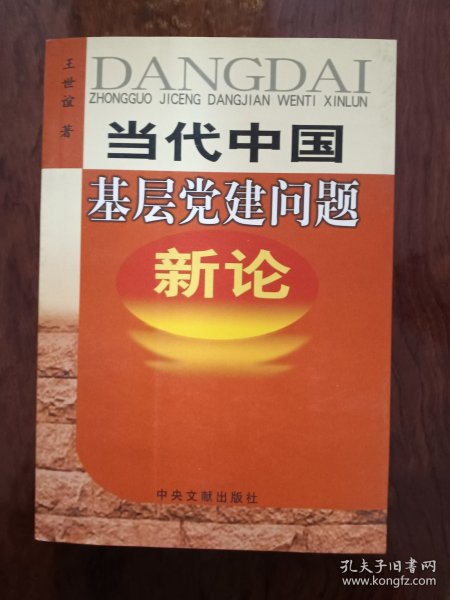 王世谊 著
DANGDAI
ZHONGGUO JICENG DANGJIAN WENTI XINLUN
当代中国
基层党建问题
新论
中央文献出版社
孔夫子旧书网
www.kongfz.com